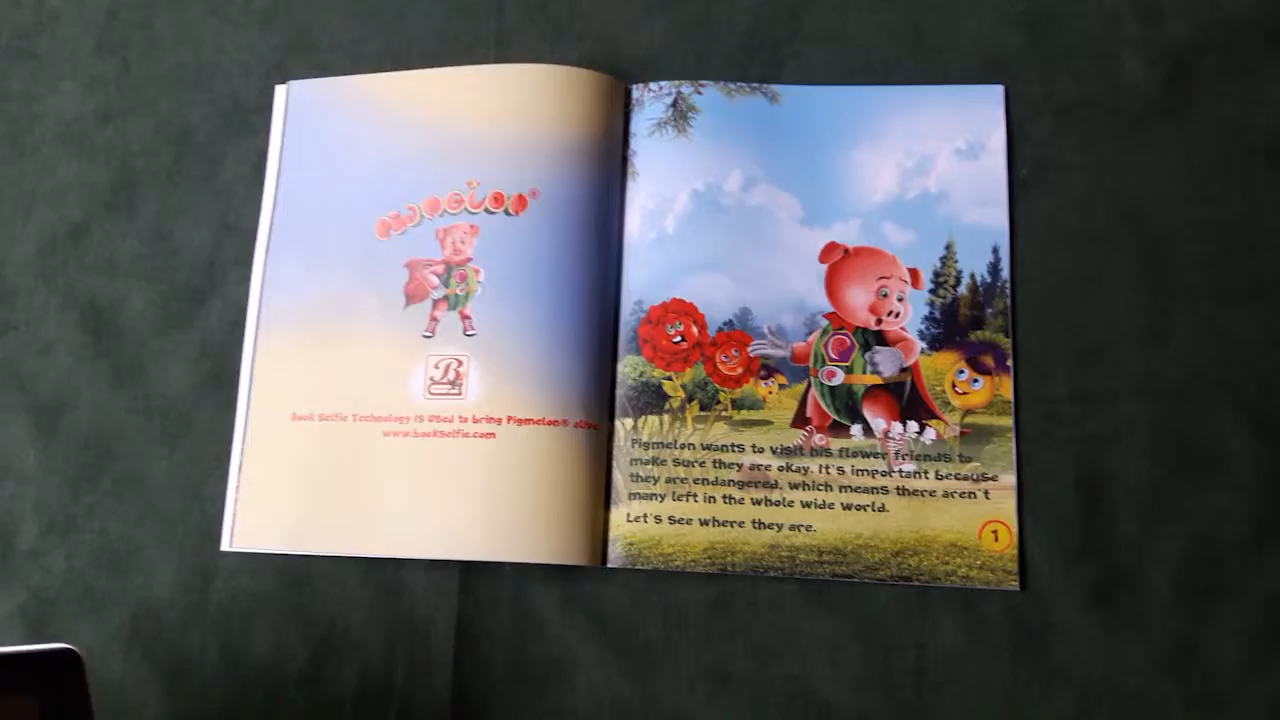 PIGMELON®
B
Book Selfie Technology is used to bring Pigmelon® alive
www.bookselfie.com
Pigmelon wants to visit his flower friends to
make sure they are okay. It's important because
they are endangered, which means there aren't
many left in the whole wide world.
Let's see where they are.
1